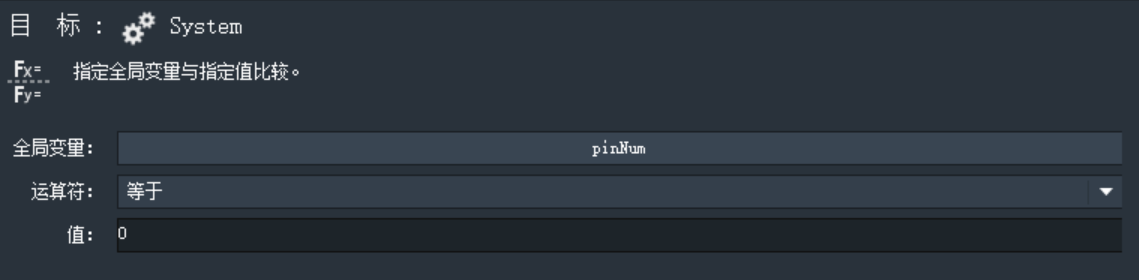 目 标： System
Fx=
Fy=
指定全局变量与指定值比较。
全局变量： pinNum
运算符： 等于
值： 0